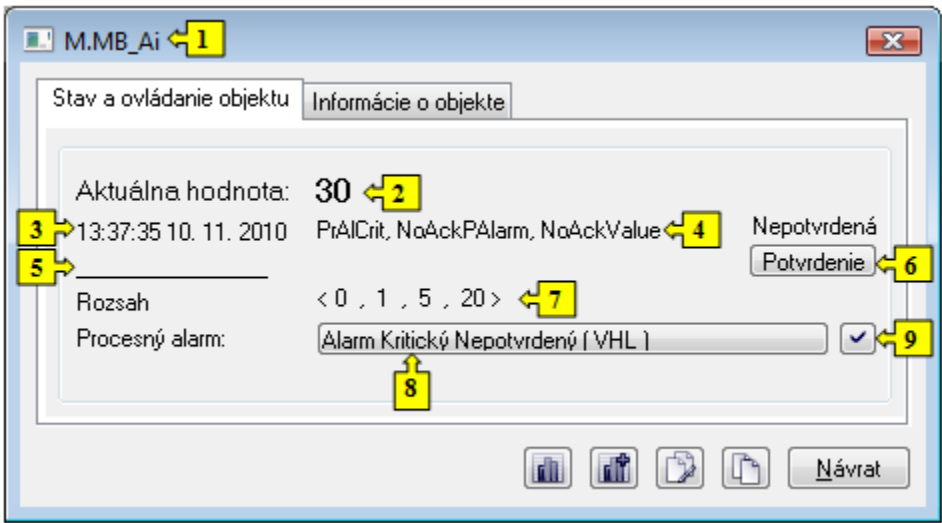 M.MB_Ai 1
Stav a ovládanie objektu Informácie o objekte
Aktuálna hodnota: 30 2
3 13:37:35 10. 11. 2010 PrAlCrit, NoAckPAlarm, NoAckValue 4 Nepotvrdená
5 Potvrdenie 6
Rozsah < 0 , 1 , 5 , 20 > 7
Procesný alarm: Alarm Kritický Nepotvrdený ( VHL ) 9
8
Návrat